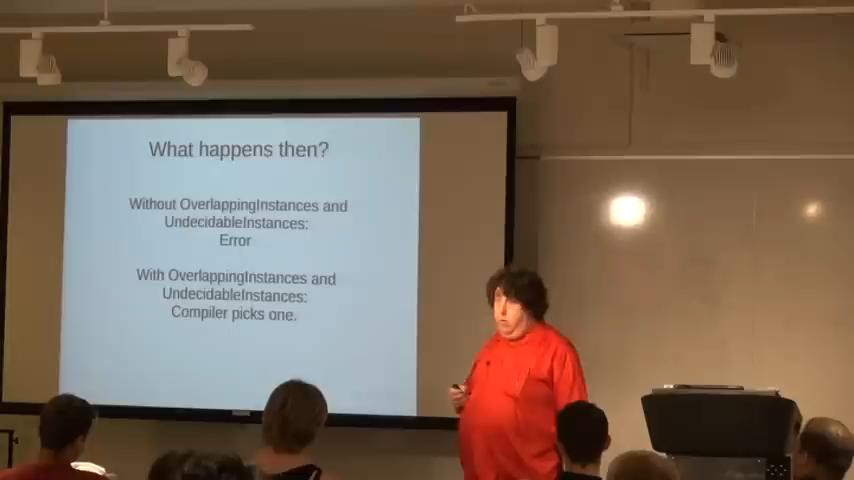 What happens then?
Without OverlappingInstances and
UndecidableInstances:
Error
With OverlappingInstances and
UndecidableInstances:
Compiler picks one.